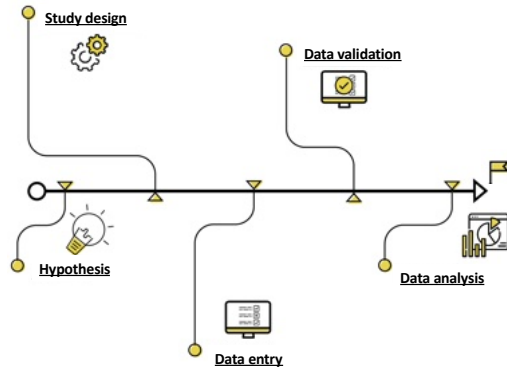 Study design
Data validation
Hypothesis
Data analysis
Data entry